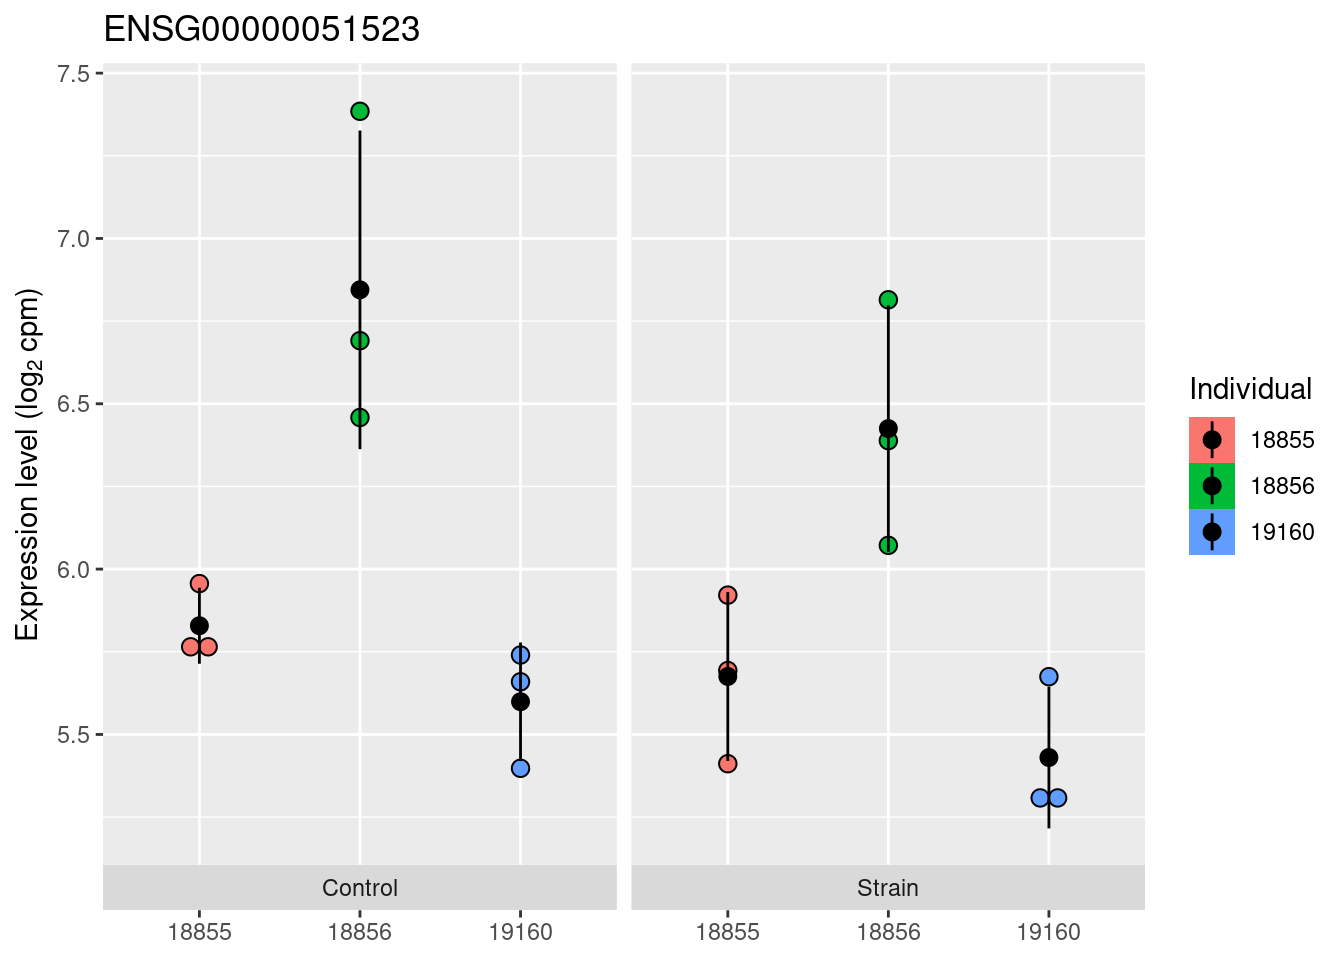 ENSG00000051523
Expression level (log₂ cpm)
7.5
7.0
6.5
6.0
5.5
Control
Strain
18855
18856
19160
18855
18856
19160
Individual
18855
18856
19160